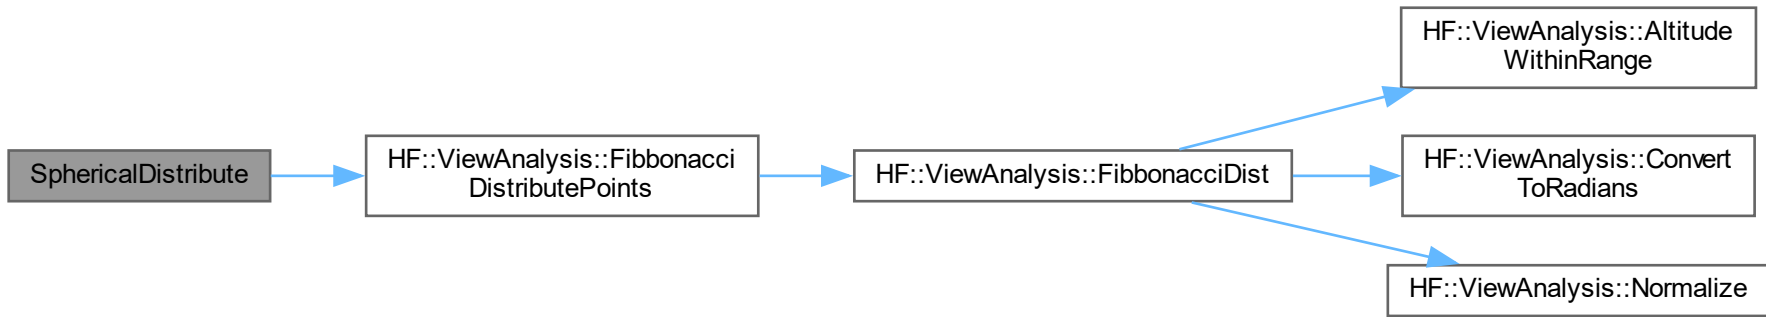 SphericalDistribute
HF::ViewAnalysis::Fibbonacci
DistributePoints
HF::ViewAnalysis::FibbonacciDist
HF::ViewAnalysis::Altitude
WithinRange
HF::ViewAnalysis::Convert
ToRadians
HF::ViewAnalysis::Normalize